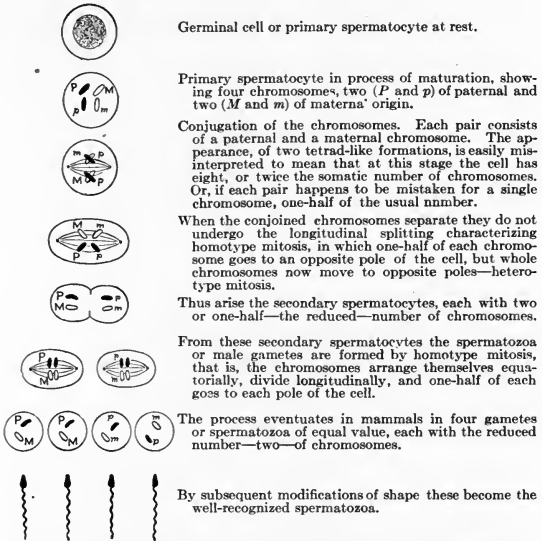 Germinal cell or primary spermatocyte at rest.
P M
p m
Primary spermatocyte in process of maturation, show-
ing four chromosomes, two (P and p) of paternal and
two (M and m) of materna' origin.
m p
M P
Conjugation of the chromosomes. Each pair consists
of a paternal and a maternal chromosome. The ap-
pearance, of two tetrad-like formations, is easily mis-
interpreted to mean that at this stage the cell has
eight, or twice the somatic number of chromosomes.
Or, if each pair happens to be mistaken for a single
chromosome, one-half of the usual nnmber.
M m
P p
When the conjoined chromosomes separate they do not
undergo the longitudinal splitting characterizing
homotype mitosis, in which one-half of each chromo-
some goes to an opposite pole of the cell, but whole
chromosomes now move to opposite poles—hetero-
type mitosis.
P p
M m
Thus arise the secondary spermatocytes, each with two
or one-half—the reduced—number of chromosomes.
P p
M m
From these secondary spermatocytes the spermatozoa
or male gametes are formed by homotype mitosis,
that is, the chromosomes arrange themselves equa-
torially, divide longitudinally, and one-half of each
goes to each pole of the cell.
P P p m
M M m p
The process eventuates in mammals in four gametes
or spermatozoa of equal value, each with the reduced
number—two—of chromosomes.
By subsequent modifications of shape these become the
well-recognized spermatozoa.